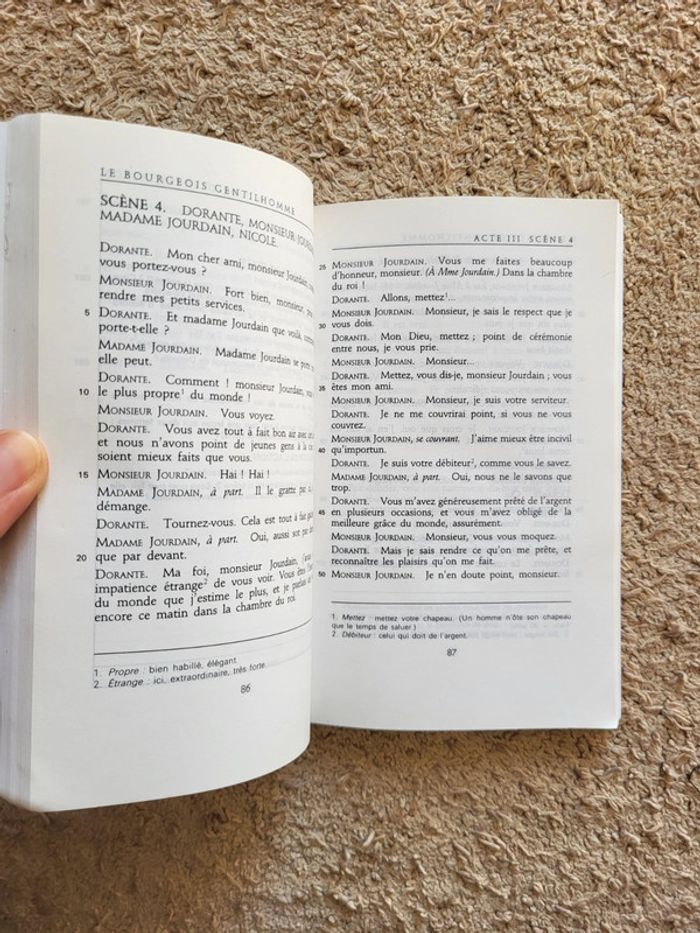 LE BOURGEOIS GENTILHOMME
SCÈNE 4. DORANTE, MONSIEUR
MADAME JOURDAIN, NICOLE.
DORANTE. Mon cher ami, monsieur Jourdain,
vous portez-vous ?
MONSIEUR JOURDAIN. Fort bien, monsieur,
rendre mes petits services.
5 DORANTE. Et madame Jourdain que voilà,
porte-t-elle ?
MADAME JOURDAIN. Madame Jourdain se
elle peut.
DORANTE. Comment ! monsieur Jourdain,
10 le plus propre¹ du monde !
MONSIEUR JOURDAIN. Vous voyez.
DORANTE. Vous avez tout à fait bon air avec
et nous n'avons point de jeunes gens à la
soient mieux faits que vous.
15 MONSIEUR JOURDAIN. Hai ! Hai !
MADAME JOURDAIN, à part. Il le gratte par
démange.
DORANTE. Tournez-vous. Cela est tout à fait
MADAME JOURDAIN, à part. Oui, aussi sot par
20 que par devant.
DORANTE. Ma foi, monsieur Jourdain,
impatience étrange² de vous voir. Vous êtes
du monde que j'estime le plus, et je parlais
encore ce matin dans la chambre du roi.
1. Propre : bien habillé, élégant.
2. Étrange : ici, extraordinaire, très forte.
86
ACTE III SCÈNE 4
25 MONSIEUR JOURDAIN. Vous me faites beaucoup
d'honneur, monsieur. (À Mme Jourdain.) Dans la chambre
du roi !
DORANTE. Allons, mettez¹...
MONSIEUR JOURDAIN. Monsieur, je sais le respect que je
30 vous dois.
DORANTE. Mon Dieu, mettez ; point de cérémonie
entre nous, je vous prie.
MONSIEUR JOURDAIN. Monsieur...
DORANTE. Mettez, vous dis-je, monsieur Jourdain ; vous
35 êtes mon ami.
MONSIEUR JOURDAIN. Monsieur, je suis votre serviteur.
DORANTE. Je ne me couvrirai point, si vous ne vous
couvrez.
MONSIEUR JOURDAIN, se couvrant. J'aime mieux être incivil
40 qu'importun.
DORANTE. Je suis votre débiteur², comme vous le savez.
MADAME JOURDAIN, à part. Oui, nous ne le savons que
trop.
DORANTE. Vous m'avez généreusement prêté de l'argent
45 en plusieurs occasions, et vous m'avez obligé de la
meilleure grâce du monde, assurément.
MONSIEUR JOURDAIN. Monsieur, vous vous moquez.
DORANTE. Mais je sais rendre ce qu'on me prête, et
reconnaître les plaisirs qu'on me fait.
50 MONSIEUR JOURDAIN. Je n'en doute point, monsieur.
1. Mettez : mettez votre chapeau. (Un homme n'ôte son chapeau
que le temps de saluer.)
2. Débiteur : celui qui doit de l'argent.
87